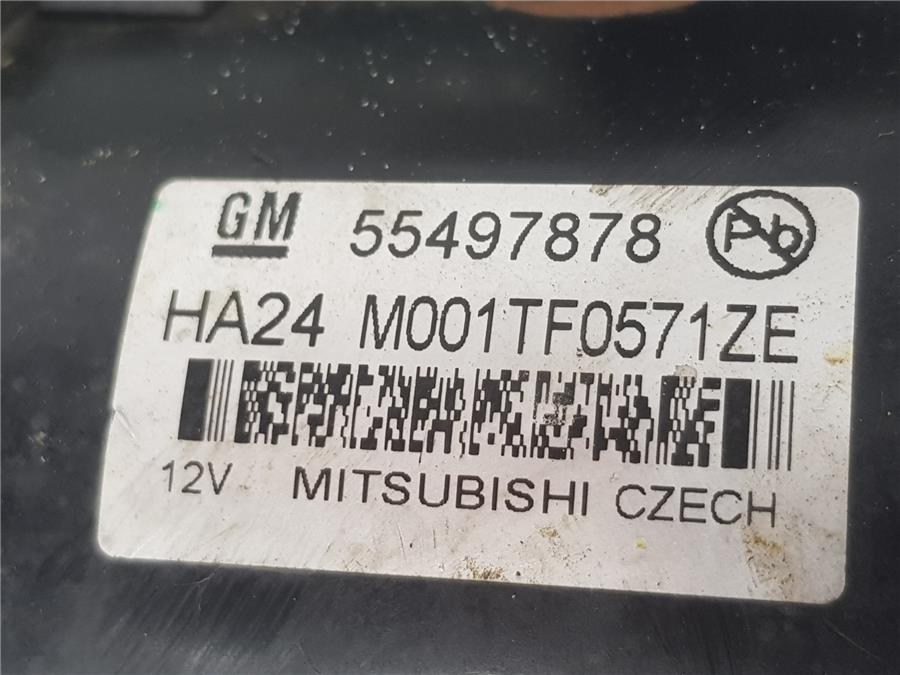 GM 55497878 Pb
HA24 M001TF0571ZE
12V MITSUBISHI CZECH